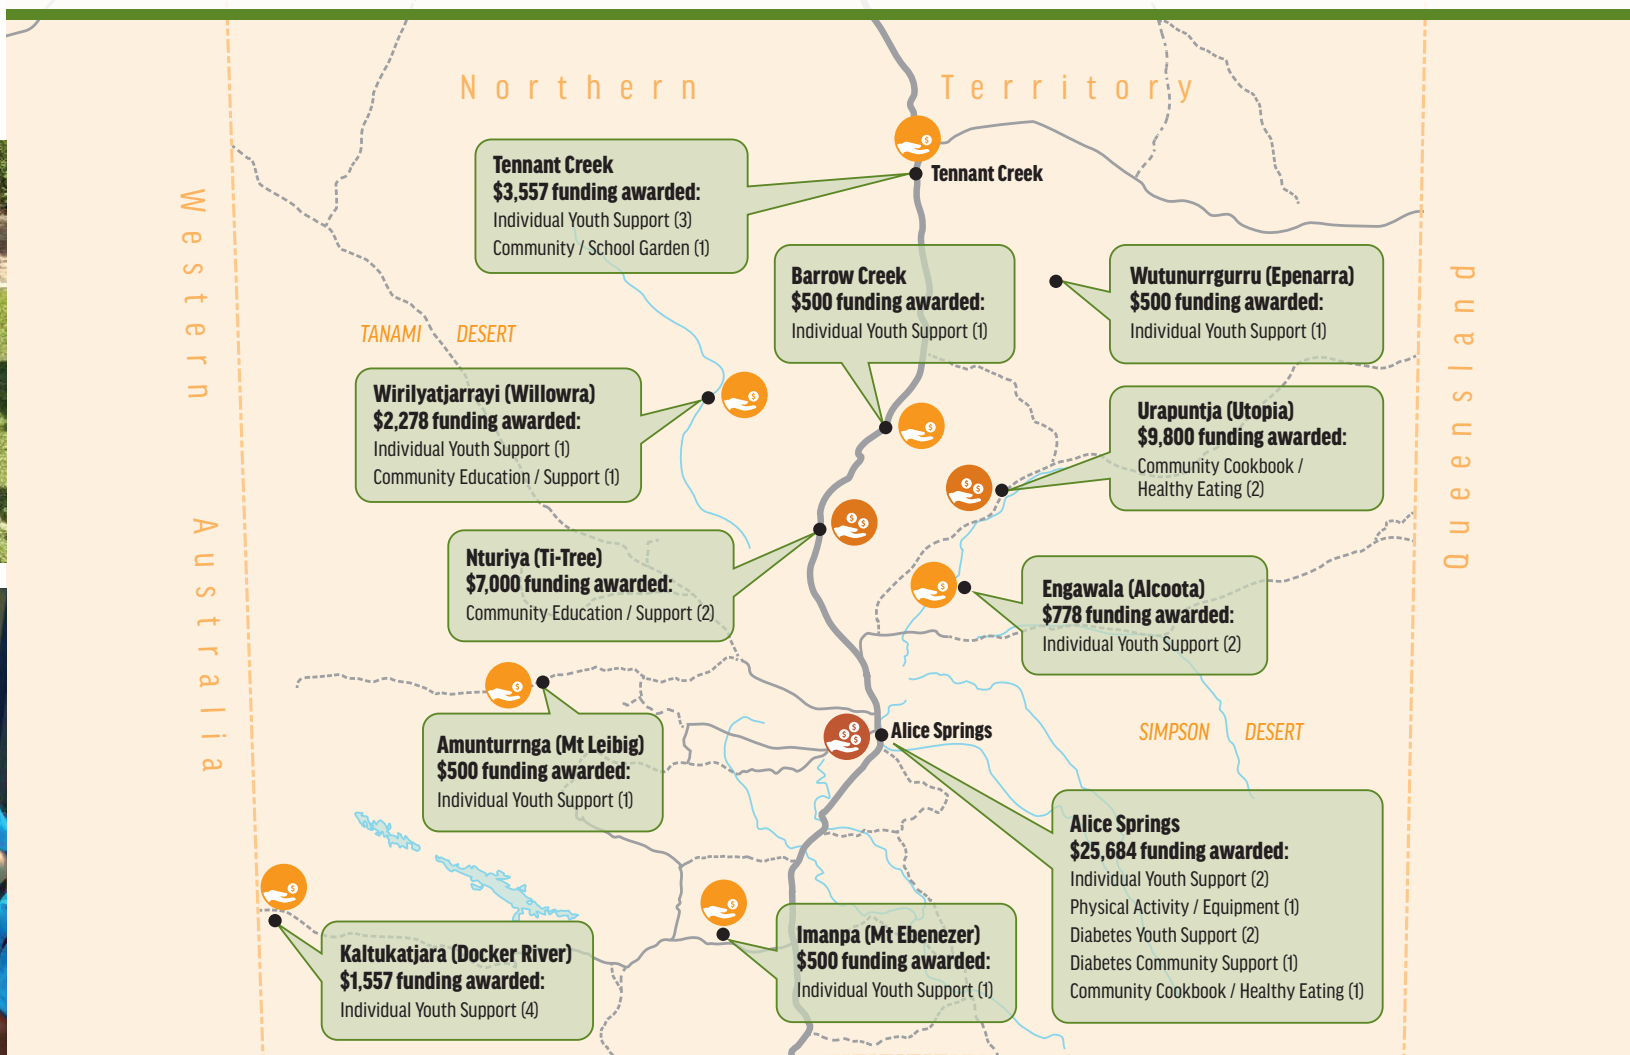 Northern Territory
Western Australia
Queensland
Tennant Creek
$3,557 funding awarded:
Individual Youth Support (3)
Community / School Garden (1)
Tennant Creek
Barrow Creek
$500 funding awarded:
Individual Youth Support (1)
Wutunurrgurru (Epenarra)
$500 funding awarded:
Individual Youth Support (1)
TANAMI DESERT
Wirilyatjarrayi (Willowra)
$2,278 funding awarded:
Individual Youth Support (1)
Community Education / Support (1)
Urapuntja (Utopia)
$9,800 funding awarded:
Community Cookbook /
Healthy Eating (2)
Nturiya (Ti-Tree)
$7,000 funding awarded:
Community Education / Support (2)
Engawala (Alcoota)
$778 funding awarded:
Individual Youth Support (2)
Amunturrnga (Mt Leibig)
$500 funding awarded:
Individual Youth Support (1)
Alice Springs
SIMPSON DESERT
Alice Springs
$25,684 funding awarded:
Individual Youth Support (2)
Physical Activity / Equipment (1)
Diabetes Youth Support (2)
Diabetes Community Support (1)
Community Cookbook / Healthy Eating (1)
Kaltukatjara (Docker River)
$1,557 funding awarded:
Individual Youth Support (4)
Imanpa (Mt Ebenezer)
$500 funding awarded:
Individual Youth Support (1)